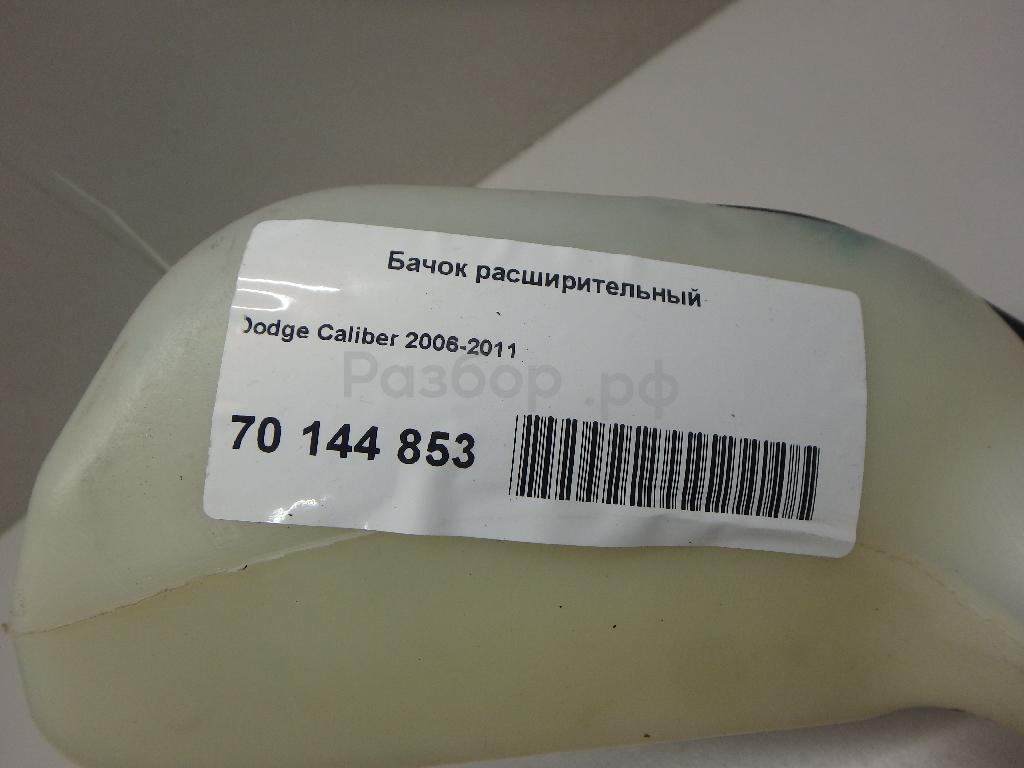 Бачок расширительный
Dodge Caliber 2006-2011
Разбор.рф
70 144 853